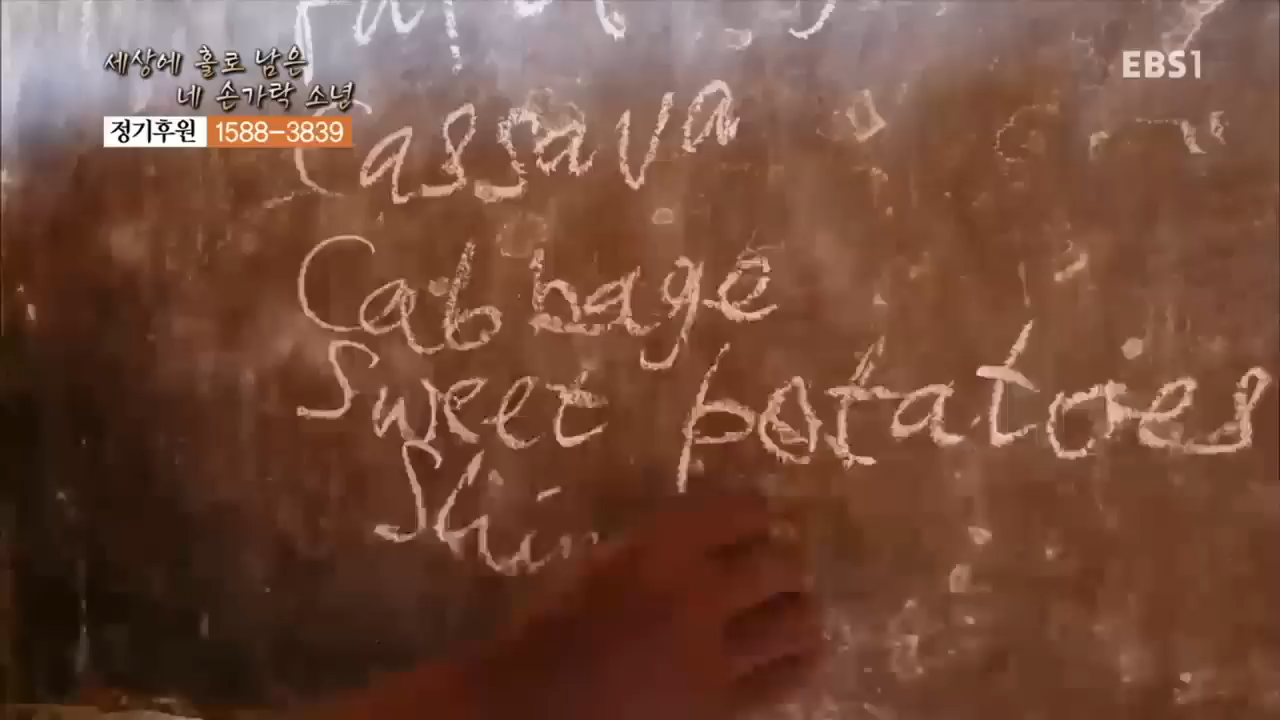 세상에 홀로 남은
네 손가락 소년
정기후원 1588-3839
EBS1
Cassava
Cabbage
Sweet potatoes